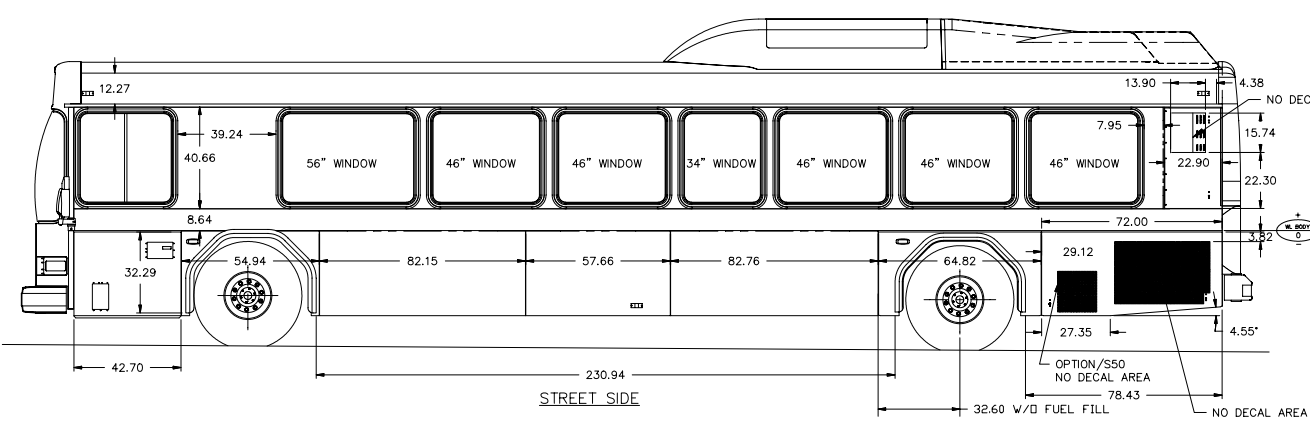 12.27
13.90
4.38
NO DEC
39.24
7.95
15.74
40.66
56" WINDOW
46" WINDOW
46" WINDOW
34" WINDOW
46" WINDOW
46" WINDOW
46" WINDOW
22.90
22.30
8.64
72.00
+
WL BODY
0
-
3.82
32.29
54.94
82.15
57.66
82.76
64.82
29.12
27.35
4.55°
42.70
230.94
OPTION/S50
NO DECAL AREA
STREET SIDE
78.43
32.60 W/O FUEL FILL
NO DECAL AREA